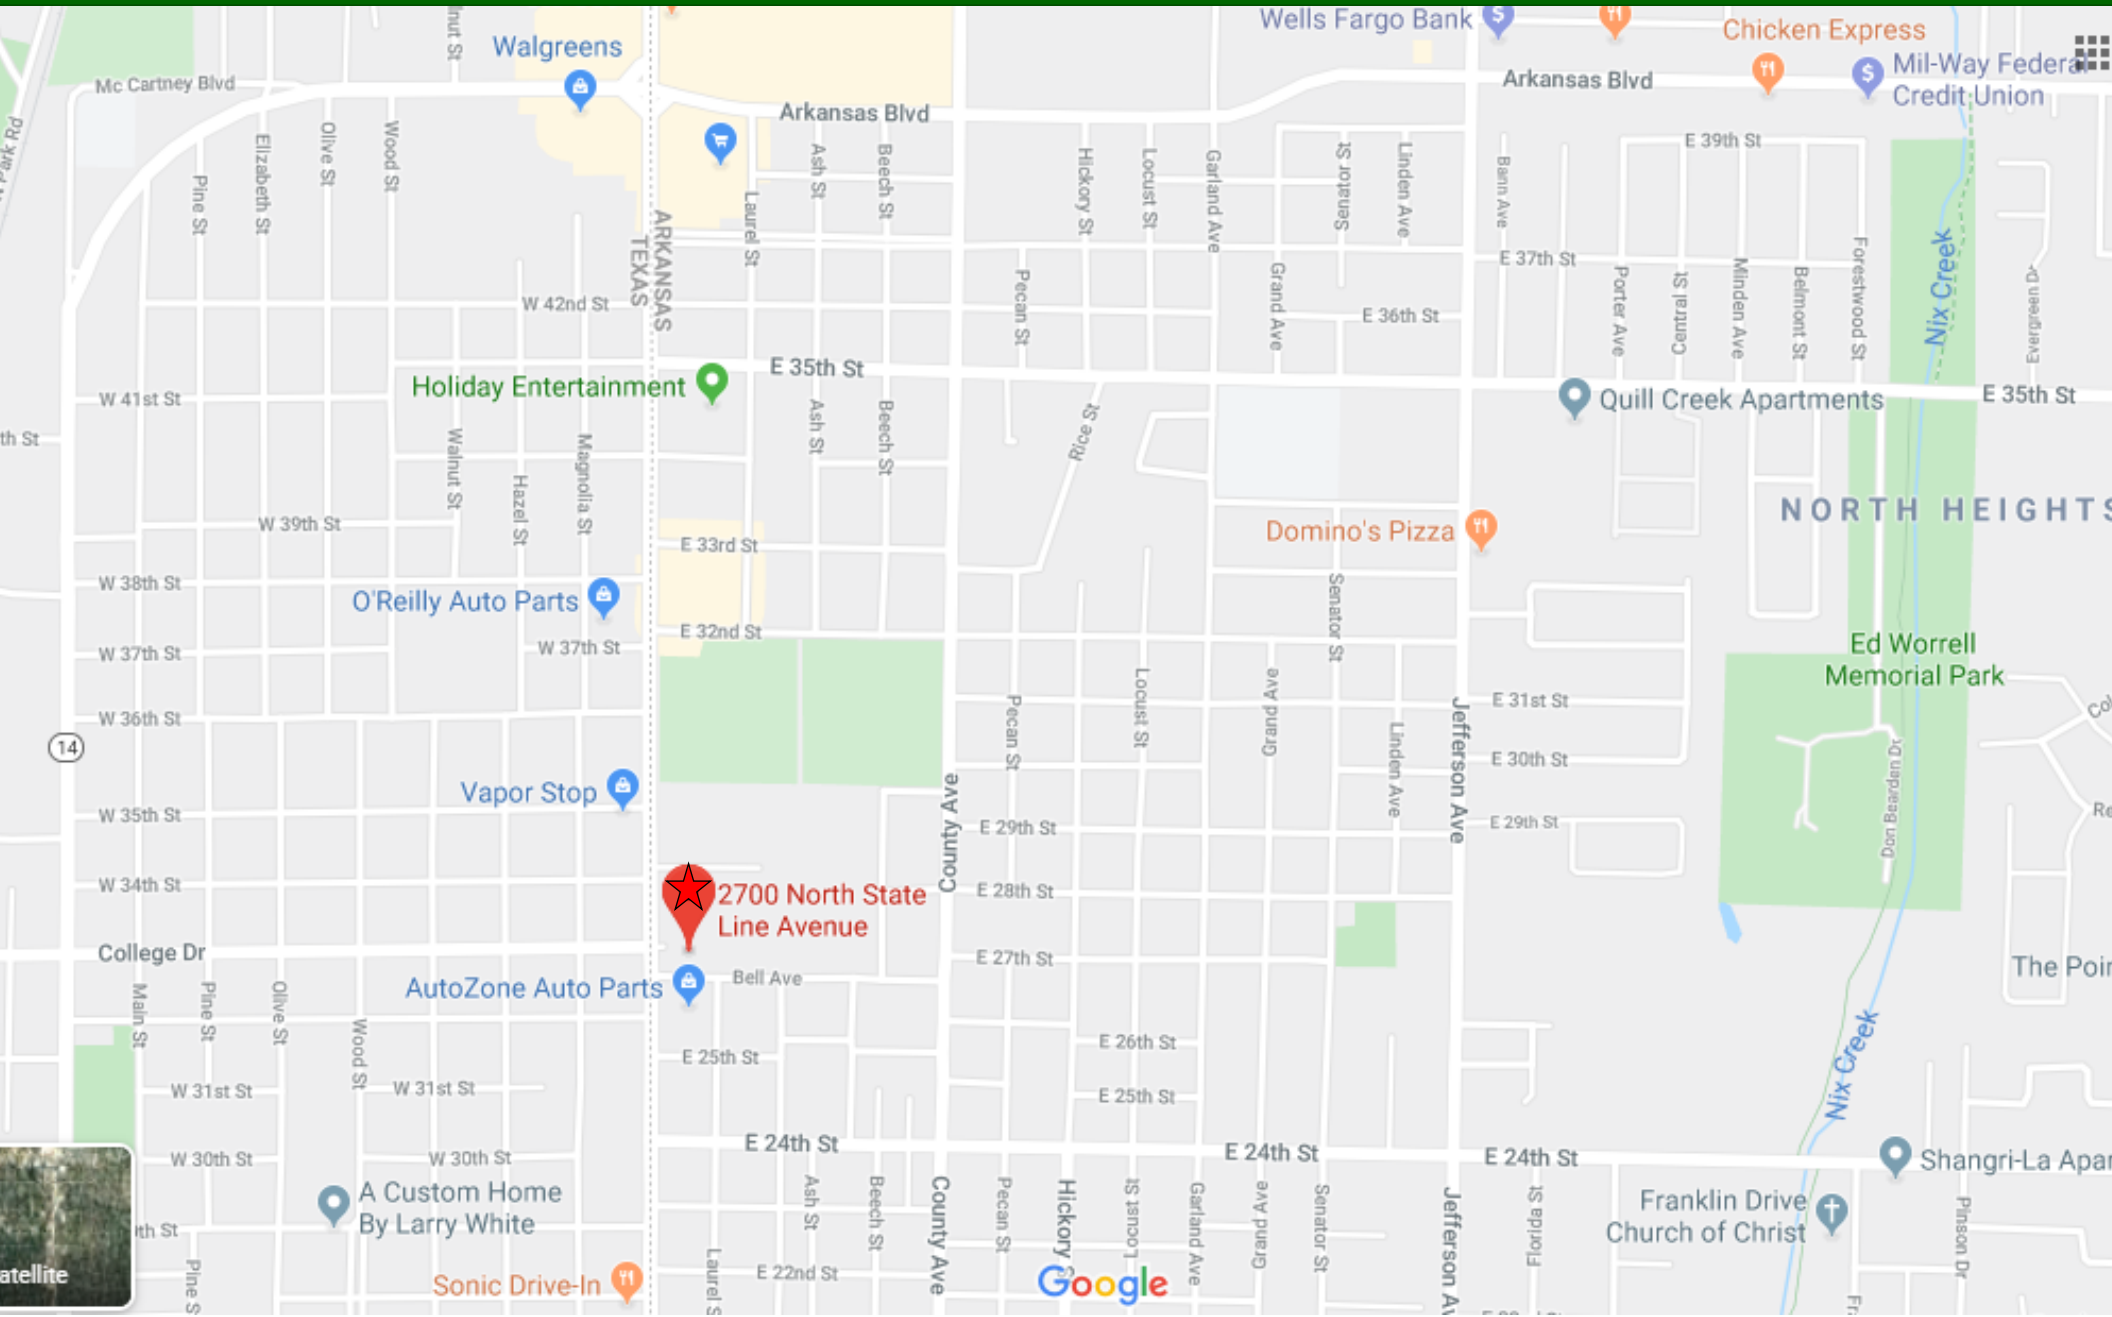 Wells Fargo Bank
Chicken Express
Walgreens
Mil-Way Federal
Credit Union
Mc Cartney Blvd
Arkansas Blvd
Arkansas Blvd
E 39th St
Pine St
Elizabeth St
Olive St
Wood St
Ash St
Beech St
Laurel St
Hickory St
Locust St
Garland Ave
Senator St
Linden Ave
Bann Ave
ARKANSAS
TEXAS
E 37th St
Nix Creek
Evergreen Dr
Pecan St
Grand Ave
Porter Ave
Central St
Minden Ave
Belmont St
Forestwood St
W 42nd St
E 36th St
E 35th St
Holiday Entertainment
W 41st St
Quill Creek Apartments
E 35th St
th St
Walnut St
Hazel St
Magnolia St
Ash St
Beech St
Rice St
W 39th St
NORTH HEIGHTS
Domino's Pizza
E 33rd St
W 38th St
O'Reilly Auto Parts
E 32nd St
W 37th St
W 37th St
Senator St
Ed Worrell
Memorial Park
W 36th St
Pecan St
Locust St
Grand Ave
Linden Ave
Jefferson Ave
E 31st St
14
E 30th St
Don Bearden Dr
Vapor Stop
W 35th St
County Ave
E 29th St
E 29th St
W 34th St
2700 North State
Line Avenue
E 28th St
College Dr
E 27th St
The Poin
AutoZone Auto Parts
Bell Ave
Main St
Pine St
Olive St
Wood St
Nix Creek
E 26th St
E 25th St
W 31st St
W 31st St
E 25th St
E 24th St
E 24th St
E 24th St
W 30th St
W 30th St
Shangri-La Apar
A Custom Home
By Larry White
Ash St
Beech St
County Ave
Pecan St
Hickory S
Locust St
Garland Ave
Grand Ave
Senator St
Jefferson Av
Florida St
Franklin Drive
Church of Christ
Pinson Dr
th St
Pine S
atellite
Sonic Drive-In
Laurel S
E 22nd St
Google